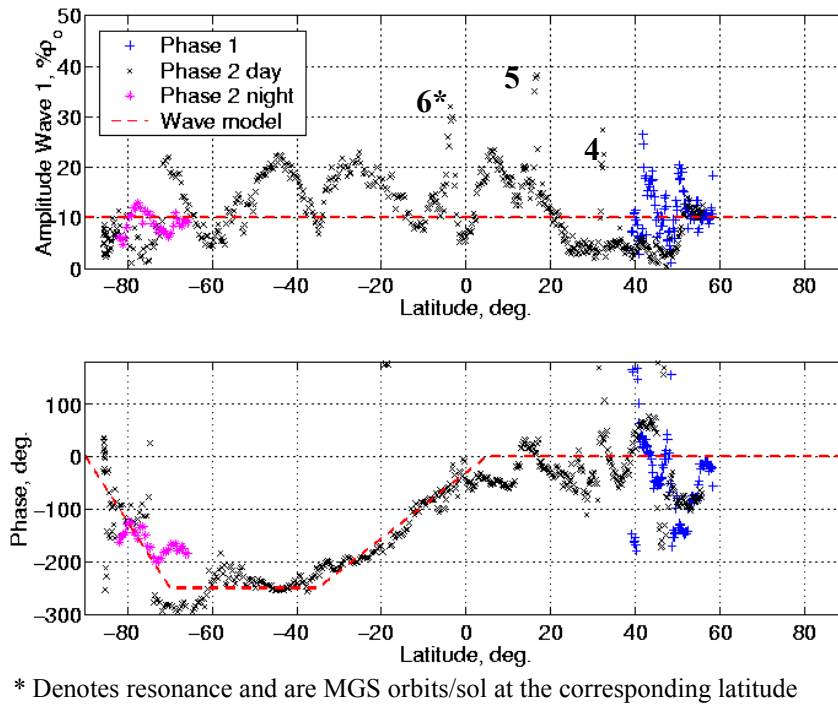 50
40
30
20
10
0
Amplitude Wave 1, %ρo
Phase 1
Phase 2 day
Phase 2 night
Wave model
6*
5
4
−80 −60 −40 −20 0 20 40 60 80
Latitude, deg.
100
0
−100
−200
−300
Phase, deg.
−80 −60 −40 −20 0 20 40 60 80
Latitude, deg.
* Denotes resonance and are MGS orbits/sol at the corresponding latitude